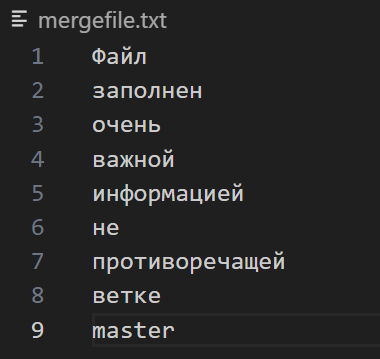 mergefile.txt
1 Файл
2 заполнен
3 очень
4 важной
5 информацией
6 не
7 противоречащей
8 ветке
9 master